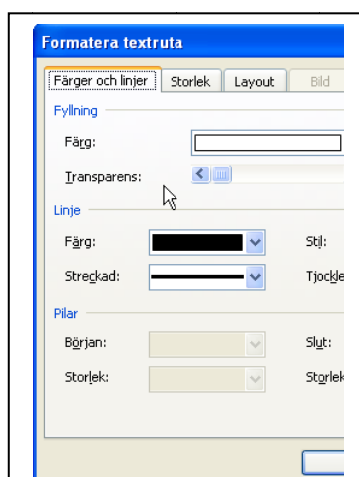 Formatera textruta
Färger och linjer Storlek Layout Bild
Fyllning
Färg:
Transparens:
Linje
Färg: Stil:
Streckad: Tjockle
Pilar
Början: Slut:
Storlek: Storlek